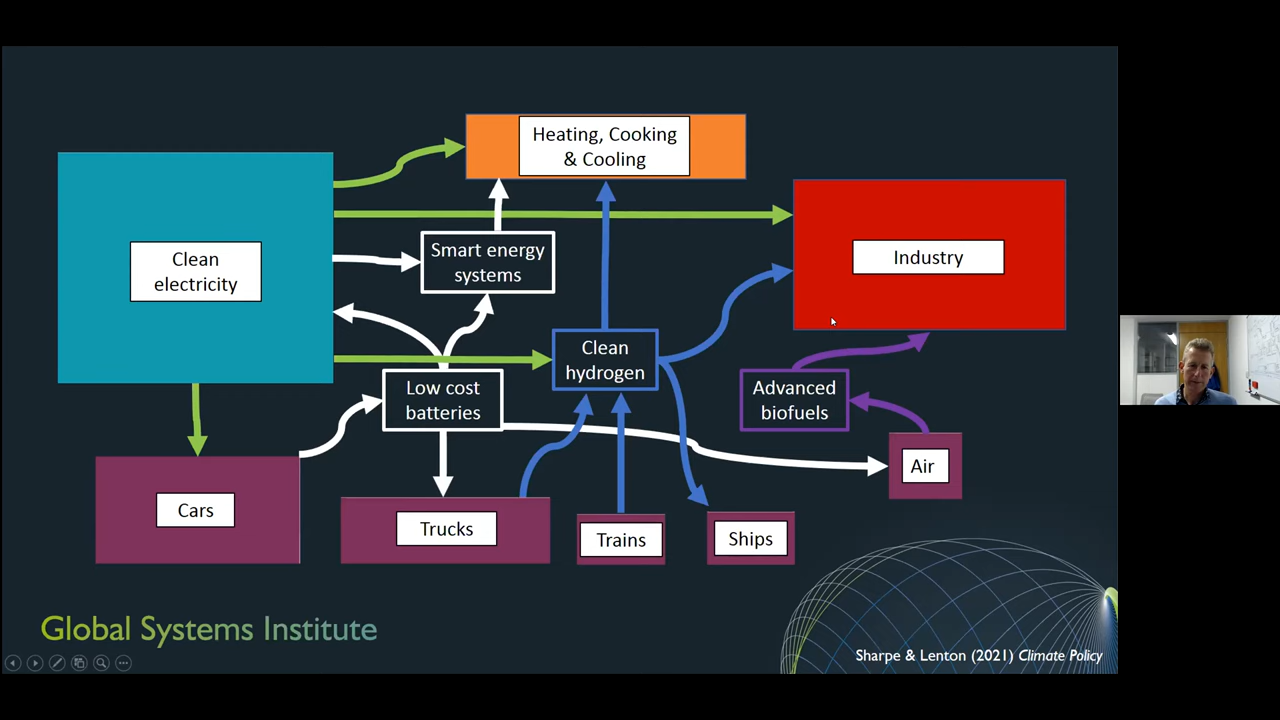 Heating, Cooking
& Cooling
Clean
electricity
Smart energy
systems
Industry
Clean
hydrogen
Low cost
batteries
Advanced
biofuels
Air
Cars
Trucks
Trains
Ships
Global Systems Institute
Sharpe & Lenton (2021) Climate Policy